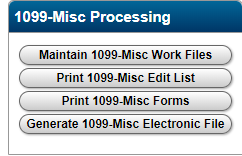 1099-Misc Processing
Maintain 1099-Misc Work Files
Print 1099-Misc Edit List
Print 1099-Misc Forms
Generate 1099-Misc Electronic File